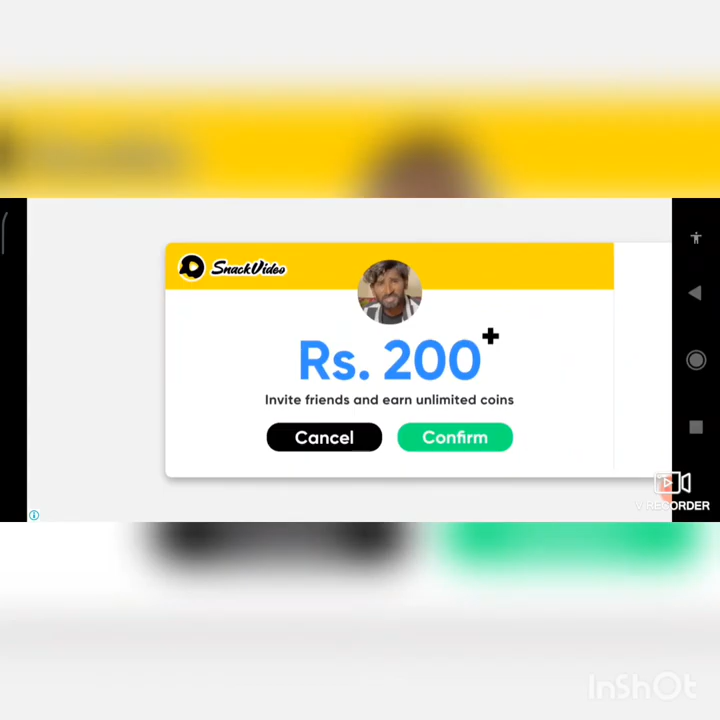 SnackVideo
Rs. 200+
Invite friends and earn unlimited coins
Cancel Confirm
V RECORDER
InShOt